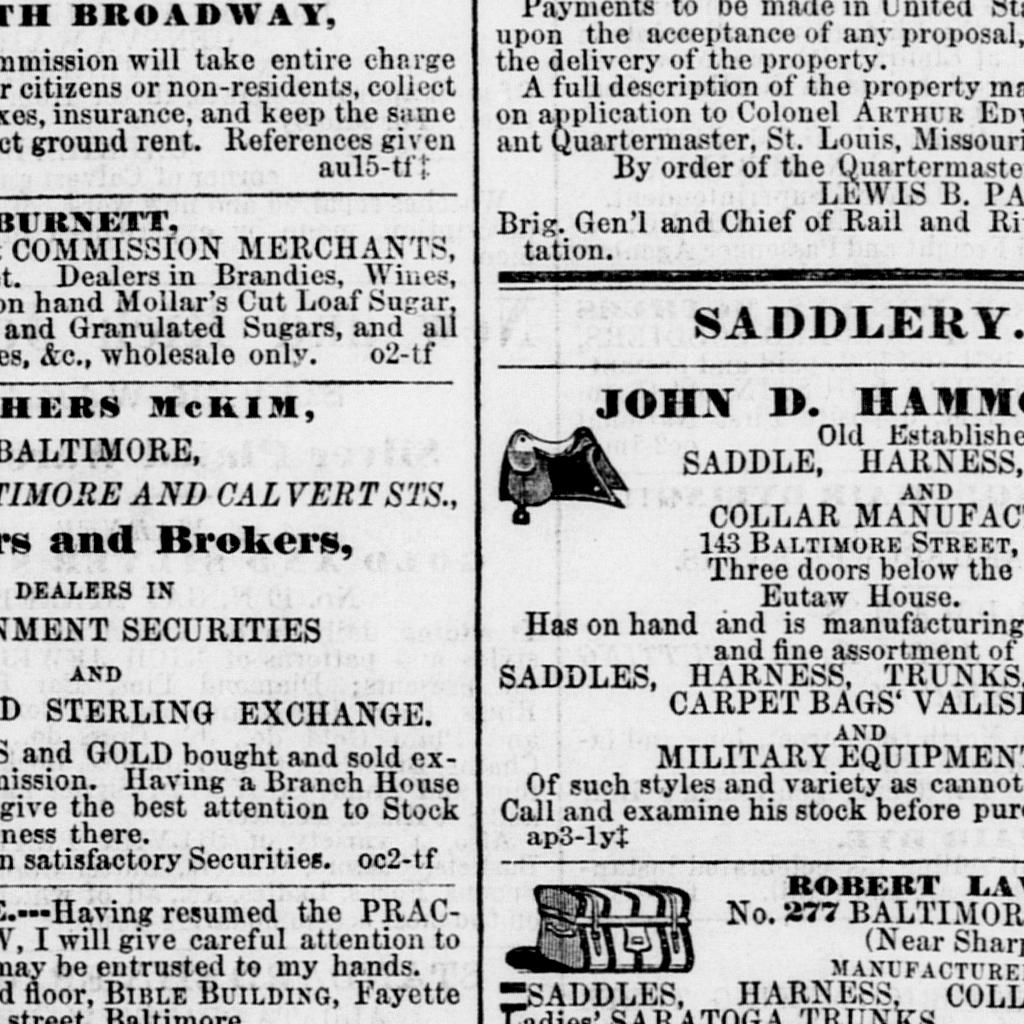 TH BROADWAY,
mmission will take entire charge
r citizens or non-residents, collect
xes, insurance, and keep the same
ct ground rent. References given
au15-tf‡
BURNETT,
COMMISSION MERCHANTS,
t. Dealers in Brandies, Wines,
on hand Mollar's Cut Loaf Sugar,
and Granulated Sugars, and all
es, &c., wholesale only. o2-tf
HERS McKIM,
BALTIMORE,
TIMORE AND CALVERT STS.,
rs and Brokers,
DEALERS IN
NMENT SECURITIES
AND
D STERLING EXCHANGE.
S and GOLD bought and sold ex-
mission. Having a Branch House
give the best attention to Stock
ness there.
n satisfactory Securities. oc2-tf
E.---Having resumed the PRAC-
W, I will give careful attention to
may be entrusted to my hands.
d floor, BIBLE BUILDING, Fayette
street, Baltimore
Payments to be made in United Sta
upon the acceptance of any proposal,
the delivery of the property.
A full description of the property ma
on application to Colonel ARTHUR EDW
ant Quartermaster, St. Louis, Missouri
By order of the Quartermaste
LEWIS B. PA
Brig. Gen'l and Chief of Rail and Ri
tation.
SADDLERY.
JOHN D. HAMMO
Old Establishe
SADDLE, HARNESS,
AND
COLLAR MANUFAC
143 BALTIMORE STREET,
Three doors below the
Eutaw House.
Has on hand and is manufacturing
and fine assortment of
SADDLES, HARNESS, TRUNKS,
CARPET BAGS' VALIS
AND
MILITARY EQUIPMENT
Of such styles and variety as cannot
Call and examine his stock before pur
ap3-1y‡
ROBERT LAW
No. 277 BALTIMOR
(Near Sharp
MANUFACTURE
SADDLES, HARNESS, COLL
Ladies' SARATOGA TRUNKS